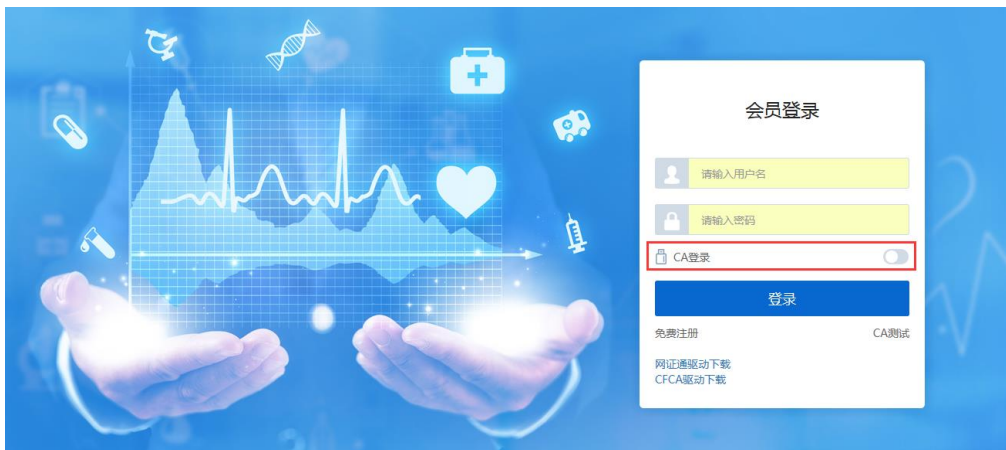 会员登录
请输入用户名
请输入密码
CA登录
登录
免费注册 CA测试
网证通驱动下载
CFCA驱动下载